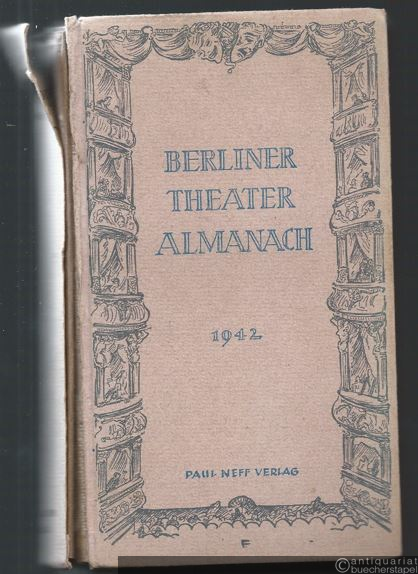 BERLINER
THEATER
ALMANACH
1942
PAUL NEFF VERLAG
F
antiquariat
buecherstapel